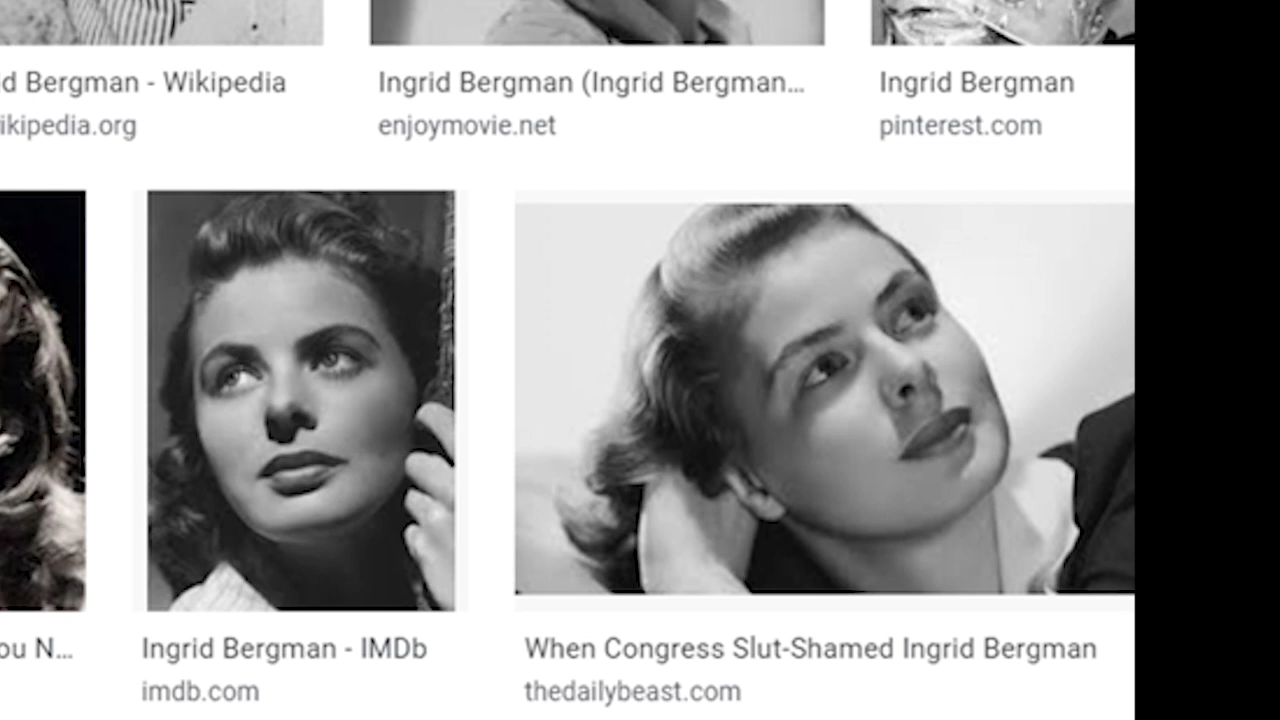 d Bergman - Wikipedia
ikipedia.org
Ingrid Bergman (Ingrid Bergman...
enjoymovie.net
Ingrid Bergman
pinterest.com
ou N...
Ingrid Bergman - IMDb
imdb.com
When Congress Slut-Shamed Ingrid Bergman
thedailybeast.com